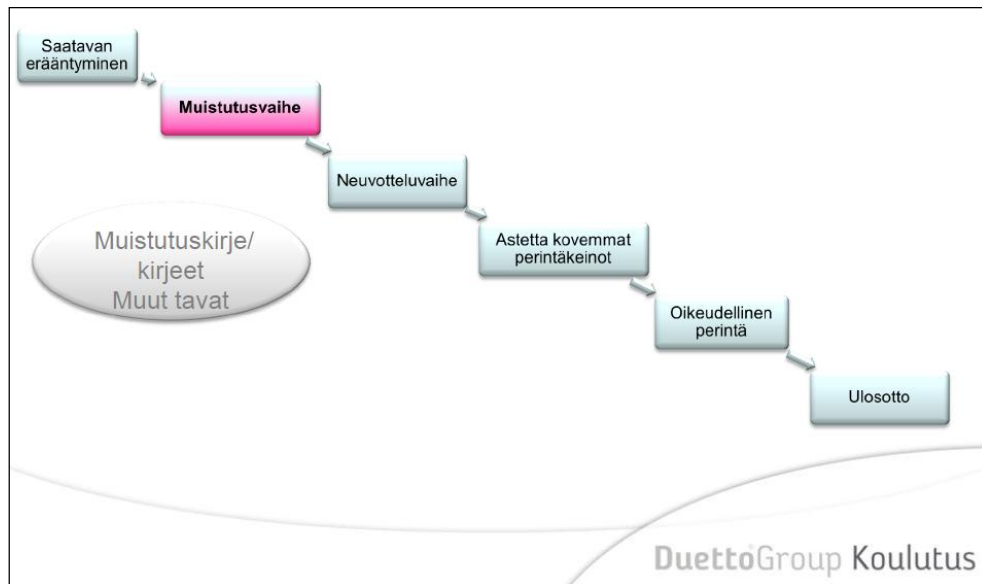 Saatavan
erääntyminen
Muistutusvaihe
Neuvotteluvaihe
Muistutuskirje/
kirjeet
Muut tavat
Astetta kovemmat
perintäkeinot
Oikeudellinen
perintä
Ulosotto
DuettoGroup Koulutus